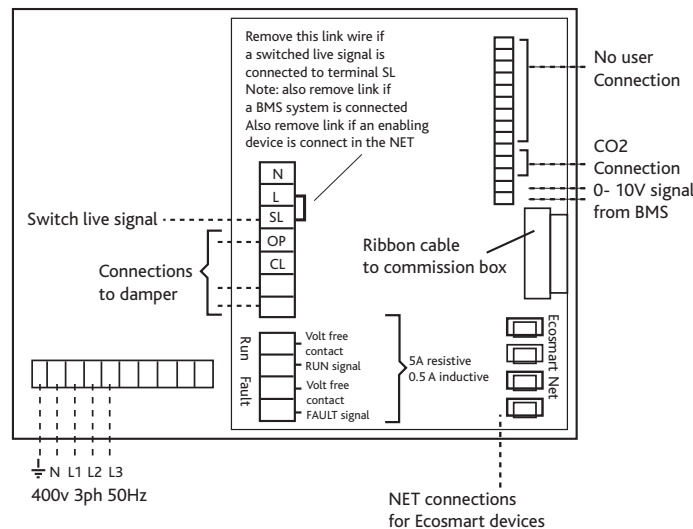 Remove this link wire if
a switched live signal is
connected to terminal SL
Note: also remove link if
a BMS system is connected
Also remove link if an enabling
device is connect in the NET
No user
Connection
CO2
Connection
0- 10V signal
from BMS
N
L
SL
OP
CL
Switch live signal
Connections
to damper
Ribbon cable
to commission box
Run
Fault
Volt free
contact
RUN signal
Volt free
contact
FAULT signal
5A resistive
0.5 A inductive
Ecosmart Net
N L1 L2 L3
400v 3ph 50Hz
NET connections
for Ecosmart devices